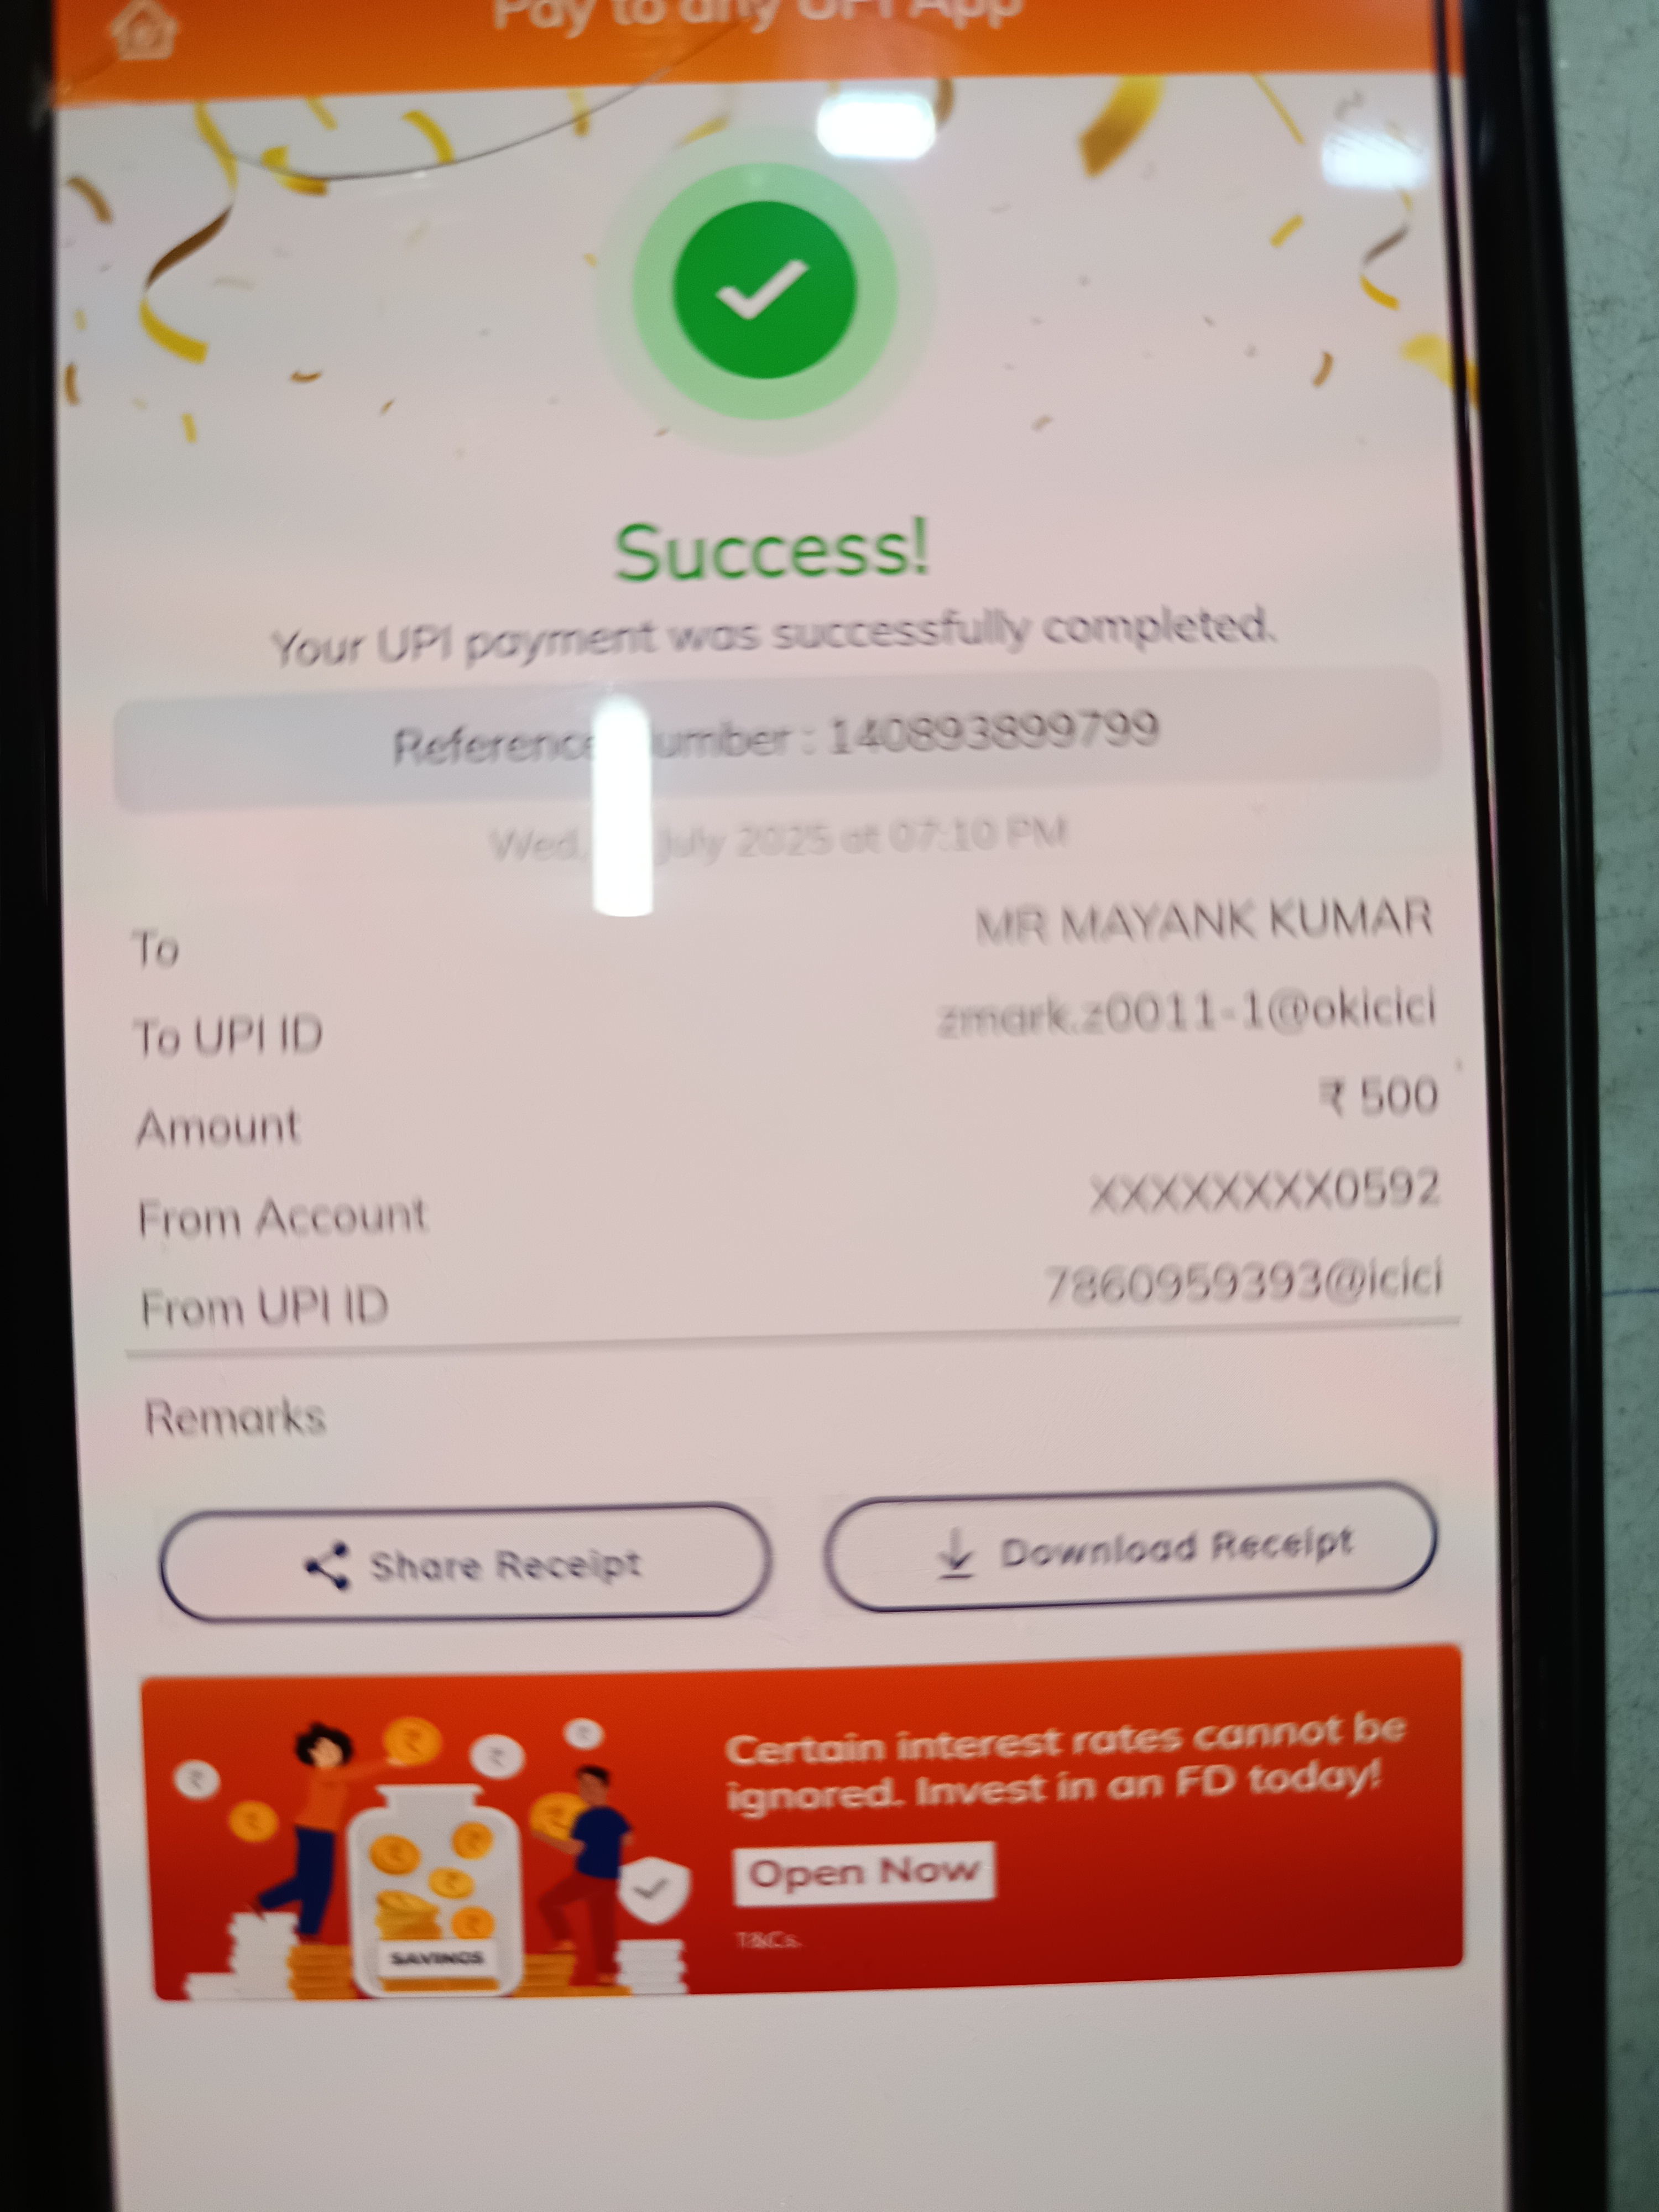 Pay to any UPI App
Success!
Your UPI payment was successfully completed.
Reference umber : 140893899799
Wed, July 2025 at 07:10 PM
To MR MAYANK KUMAR
To UPI ID zmark.z0011-1@okicici
Amount ₹ 500
From Account XXXXXXXX0592
From UPI ID 7860959393@icici
Remarks
Share Receipt Download Receipt
Certain interest rates cannot be
ignored. Invest in an FD today!
Open Now
T&Cs.
SAVINGS